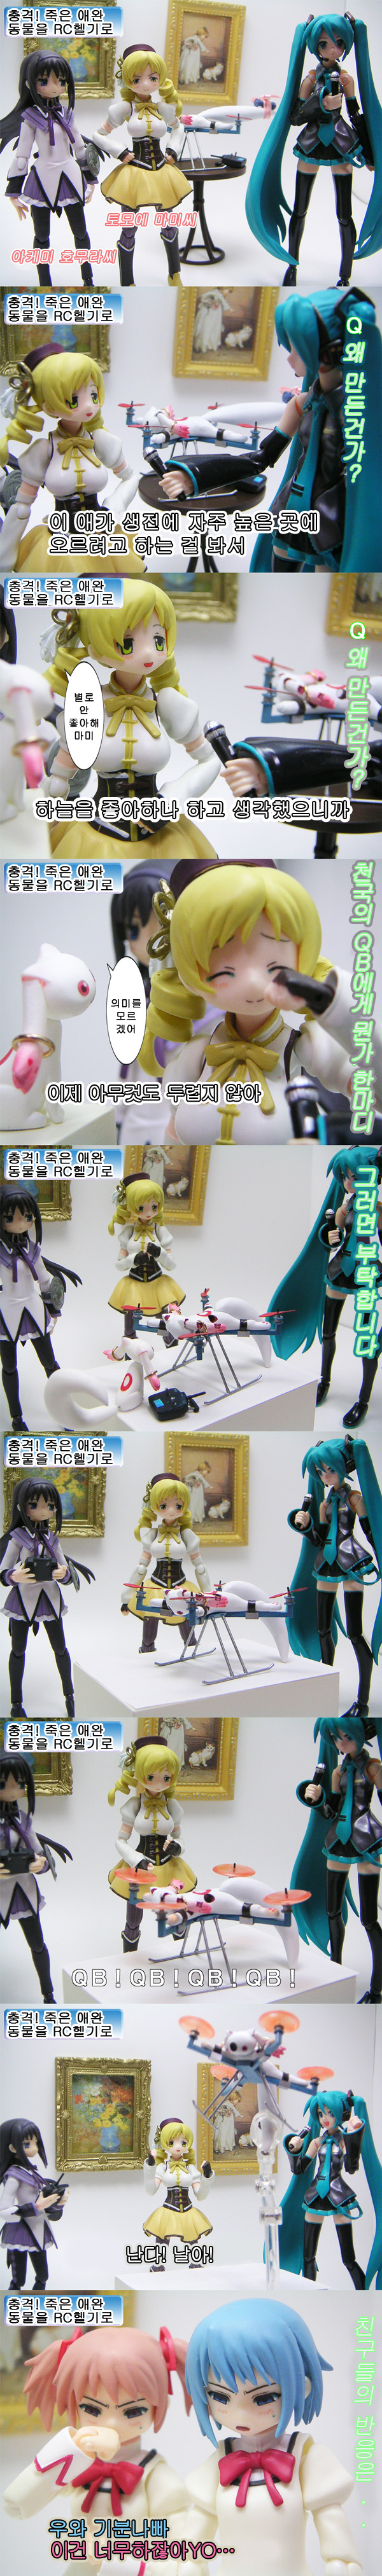 충격! 죽은 애완
동물을 RC헬기로
토모에 마미씨
아케미 호무라씨
충격! 죽은 애완
동물을 RC헬기로
Q 왜 만든건가?
이 애가 생전에 자주 높은 곳에
오르려고 하는 걸 봐서
충격! 죽은 애완
동물을 RC헬기로
Q 왜 만든건가?
별로
안
좋아해
마미
하늘을 좋아하나 하고 생각했으니까
충격! 죽은 애완
동물을 RC헬기로
천국의 QB에게 뭔가 한마디
의미를
모르
겠어
이제 아무것도 두렵지 않아
충격! 죽은 애완
동물을 RC헬기로
그러면 부탁합니다
충격! 죽은 애완
동물을 RC헬기로
충격! 죽은 애완
동물을 RC헬기로
QB! QB! QB! QB!
충격! 죽은 애완
동물을 RC헬기로
난다! 날아!
충격! 죽은 애완
동물을 RC헬기로
친구들의 반응은 . .
우와 기분나빠
이건 너무하잖아YO…